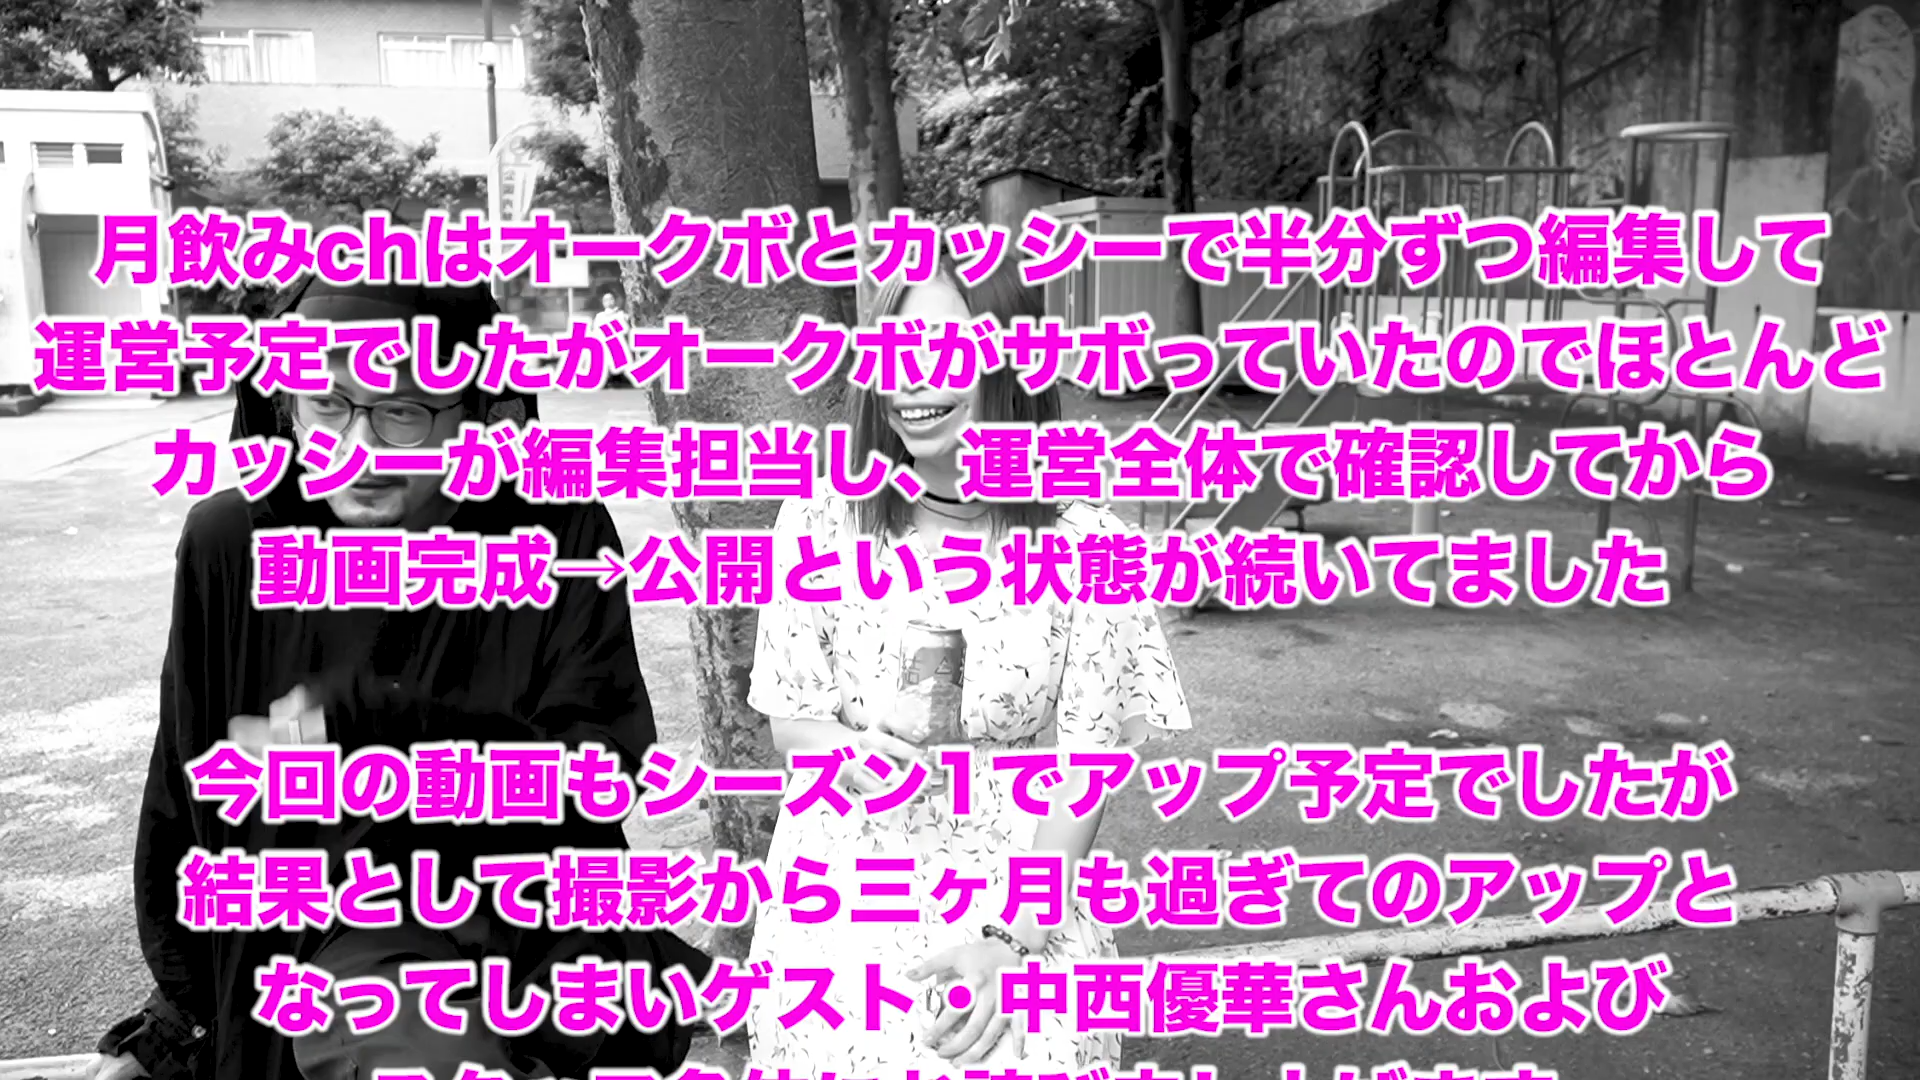 月飲みchはオークボとカッシーで半分ずつ編集して
運営予定でしたがオークボがサボっていたのでほとんど
カッシーが編集担当し、運営全体で確認してから
動画完成→公開という状態が続いてました
今回の動画もシーズン1でアップ予定でしたが
結果として撮影から三ヶ月も過ぎてのアップと
なってしまいゲスト・中西優華さんおよび